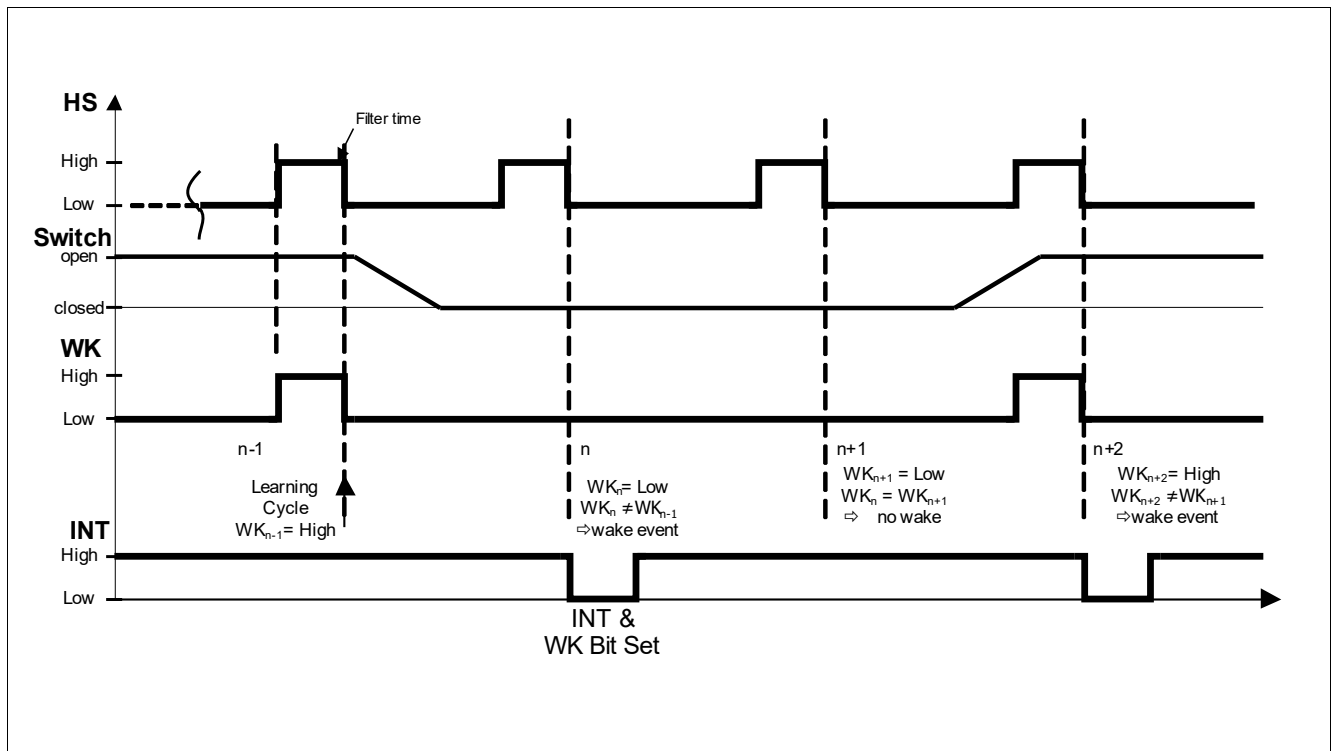 HS
Filter time
High
Low
Switch
open
closed
WK
High
Low
n-1
n
n+1
n+2
Learning
Cycle
WKn-1= High
WKn= Low
WKn ≠WKn-1
⇨wake event
WKn+1 = Low
WKn = WKn+1
⇨ no wake
WKn+2= High
WKn+2 ≠WKn+1
⇨wake event
INT
High
Low
INT &
WK Bit Set